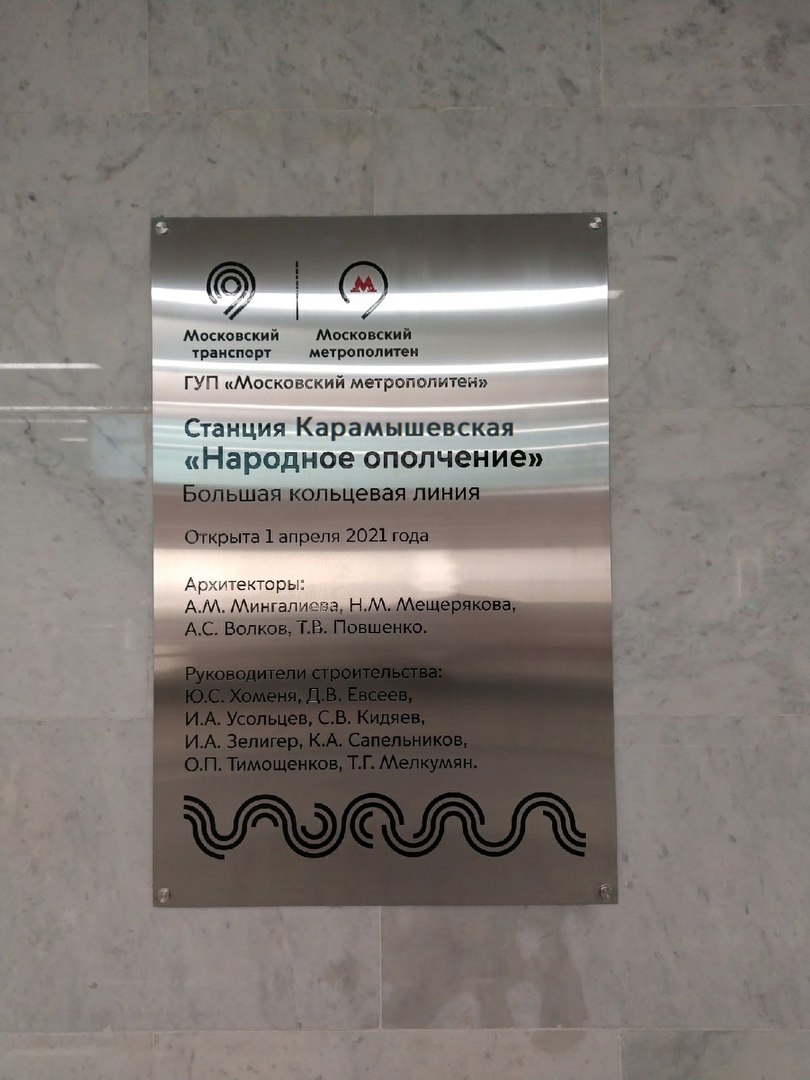 Московский транспорт
Московский метрополитен
ГУП «Московский метрополитен»
Станция Карамышевская
«Народное ополчение»
Большая кольцевая линия
Открыта 1 апреля 2021 года
Архитекторы:
А.М. Мингалиева, Н.М. Мещерякова,
А.С. Волков, Т.В. Повшенко.
Руководители строительства:
Ю.С. Хоменя, Д.В. Евсеев,
И.А. Усольцев, С.В. Кидяев,
И.А. Зелигер, К.А. Сапельников,
О.П. Тимощенков, Т.Г. Мелкумян.